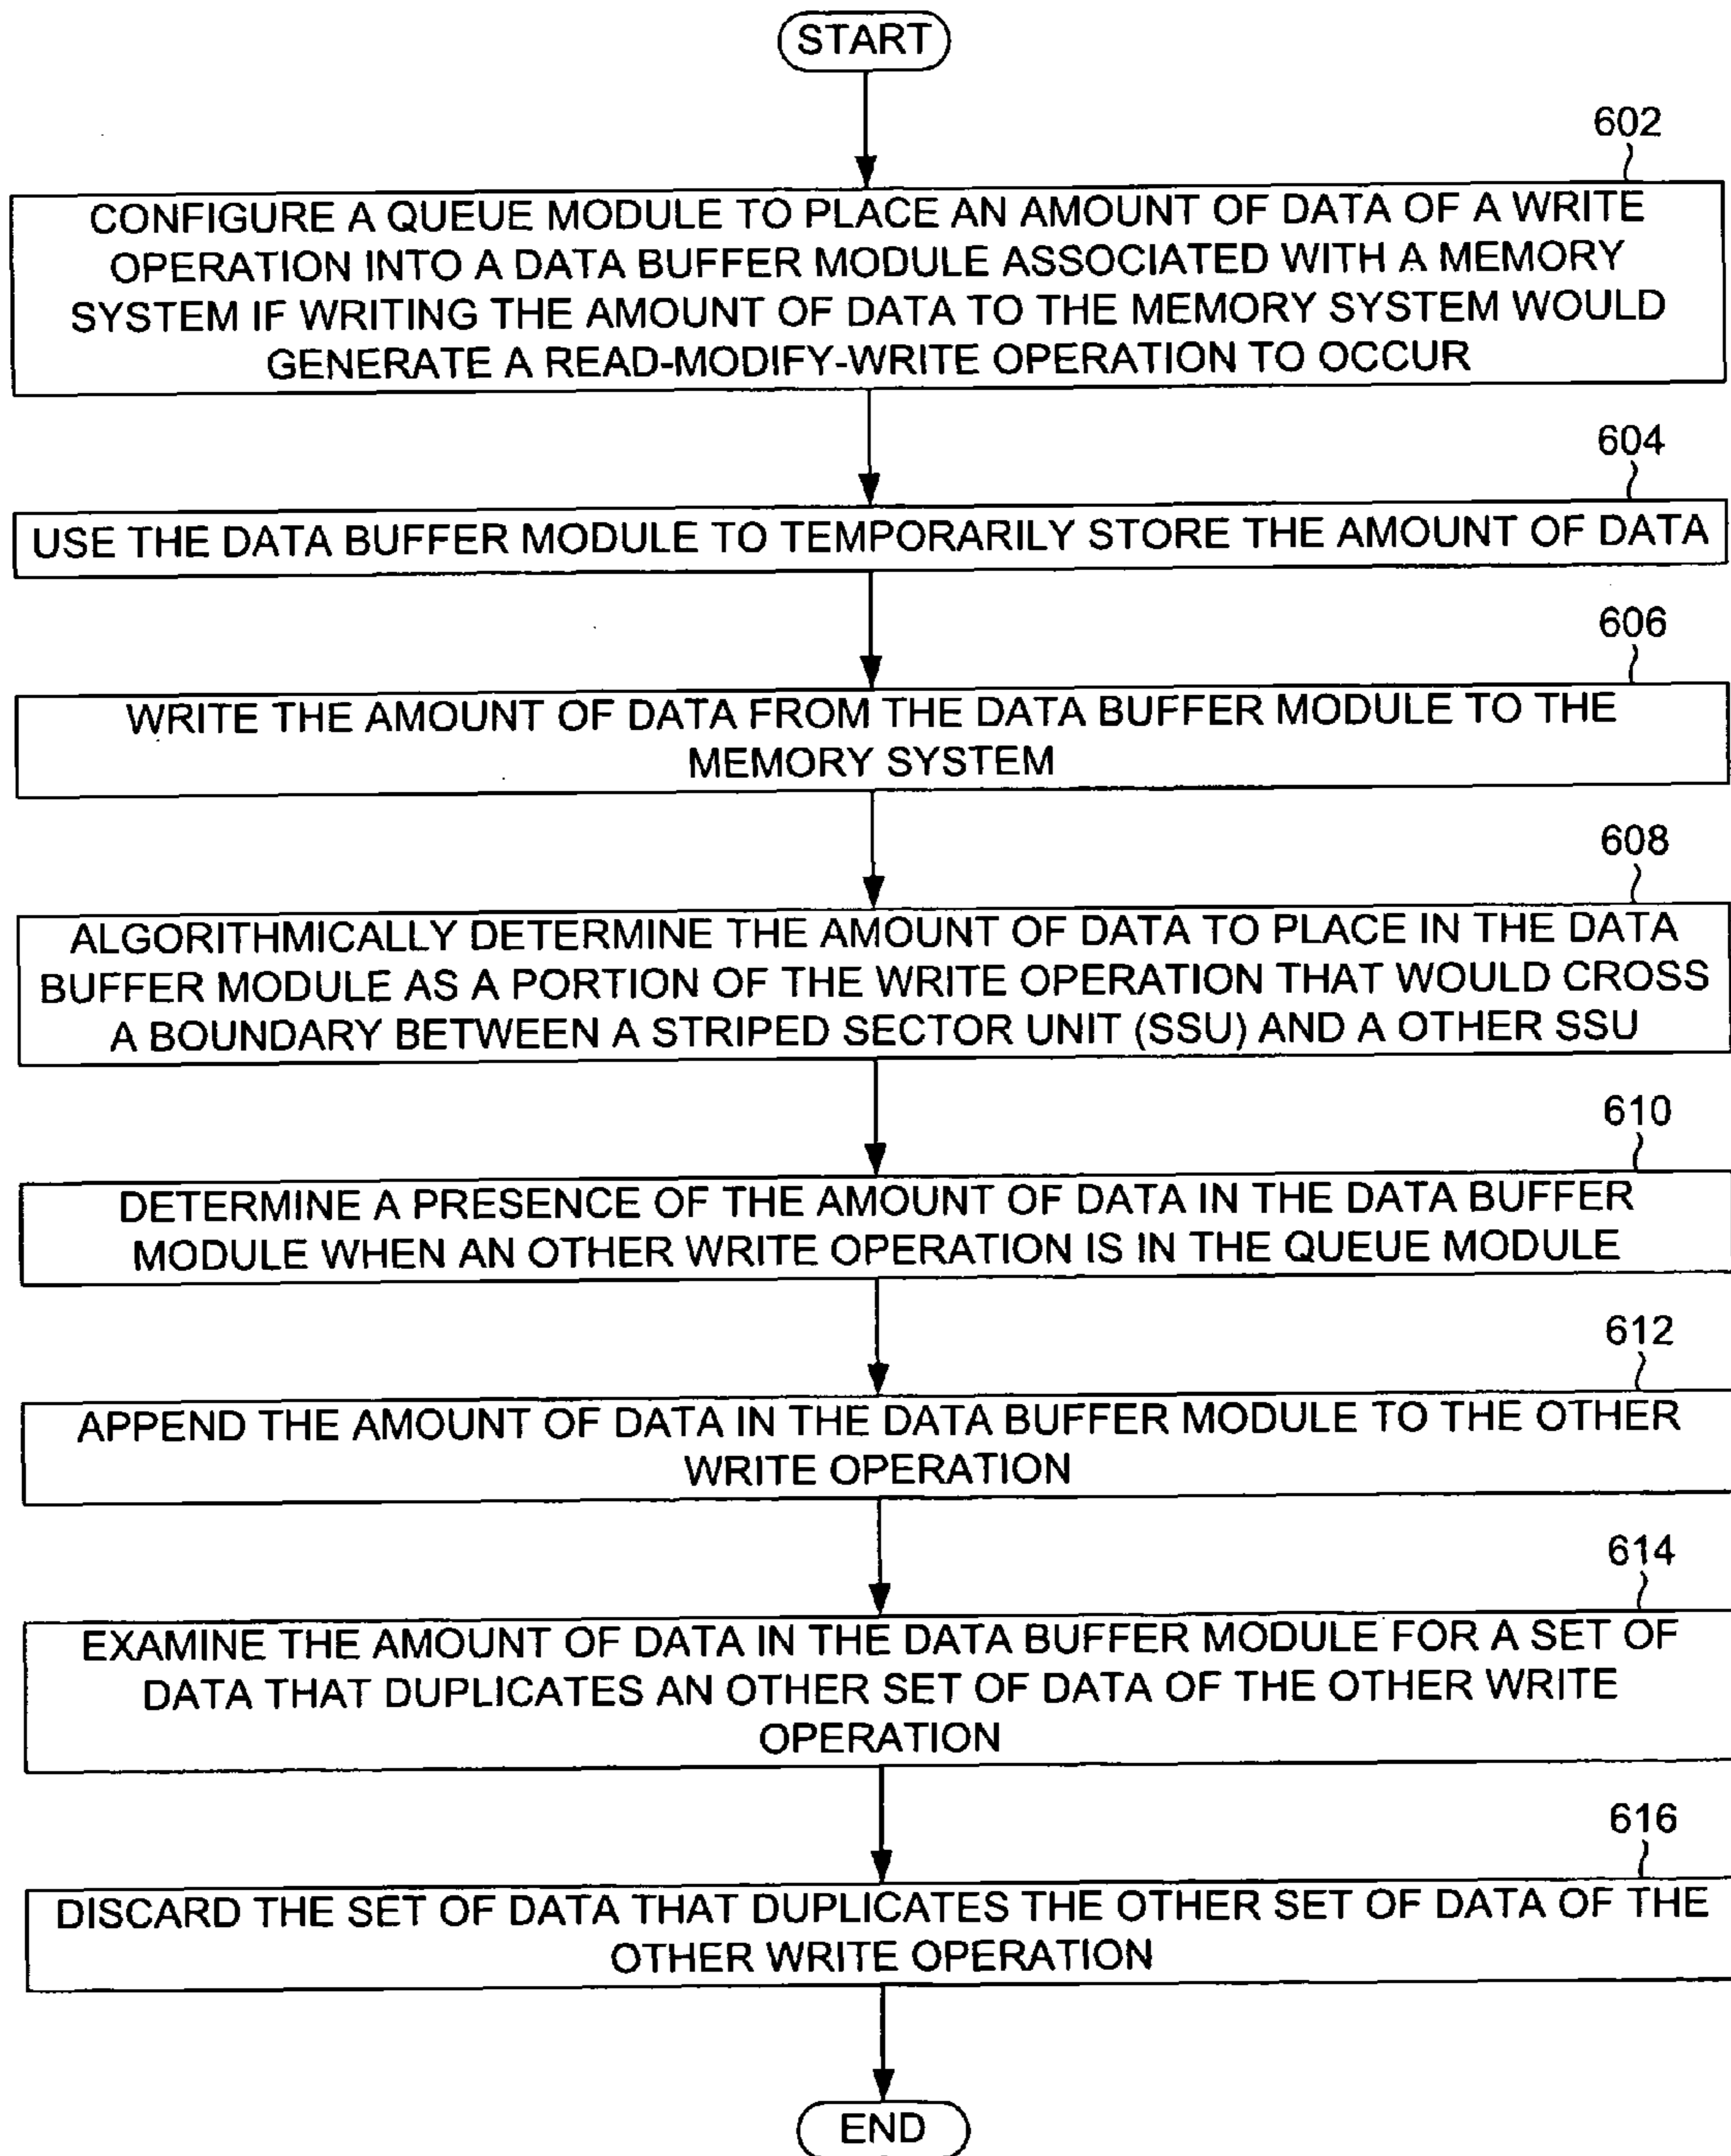 START
602
CONFIGURE A QUEUE MODULE TO PLACE AN AMOUNT OF DATA OF A WRITE
OPERATION INTO A DATA BUFFER MODULE ASSOCIATED WITH A MEMORY
SYSTEM IF WRITING THE AMOUNT OF DATA TO THE MEMORY SYSTEM WOULD
GENERATE A READ-MODIFY-WRITE OPERATION TO OCCUR
604
USE THE DATA BUFFER MODULE TO TEMPORARILY STORE THE AMOUNT OF DATA
606
WRITE THE AMOUNT OF DATA FROM THE DATA BUFFER MODULE TO THE
MEMORY SYSTEM
608
ALGORITHMICALLY DETERMINE THE AMOUNT OF DATA TO PLACE IN THE DATA
BUFFER MODULE AS A PORTION OF THE WRITE OPERATION THAT WOULD CROSS
A BOUNDARY BETWEEN A STRIPED SECTOR UNIT (SSU) AND A OTHER SSU
610
DETERMINE A PRESENCE OF THE AMOUNT OF DATA IN THE DATA BUFFER
MODULE WHEN AN OTHER WRITE OPERATION IS IN THE QUEUE MODULE
612
APPEND THE AMOUNT OF DATA IN THE DATA BUFFER MODULE TO THE OTHER
WRITE OPERATION
614
EXAMINE THE AMOUNT OF DATA IN THE DATA BUFFER MODULE FOR A SET OF
DATA THAT DUPLICATES AN OTHER SET OF DATA OF THE OTHER WRITE
OPERATION
616
DISCARD THE SET OF DATA THAT DUPLICATES THE OTHER SET OF DATA OF THE
OTHER WRITE OPERATION
END